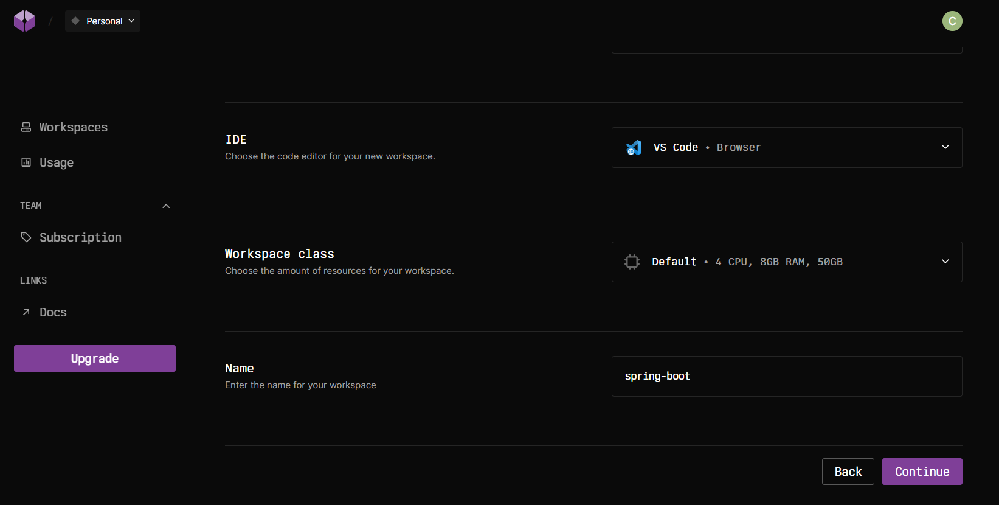 / Personal
C
Workspaces
Usage
TEAM
Subscription
LINKS
Docs
Upgrade
IDE
Choose the code editor for your new workspace.
VS Code • Browser
Workspace class
Choose the amount of resources for your workspace.
Default • 4 CPU, 8GB RAM, 50GB
Name
Enter the name for your workspace
spring-boot
Back
Continue